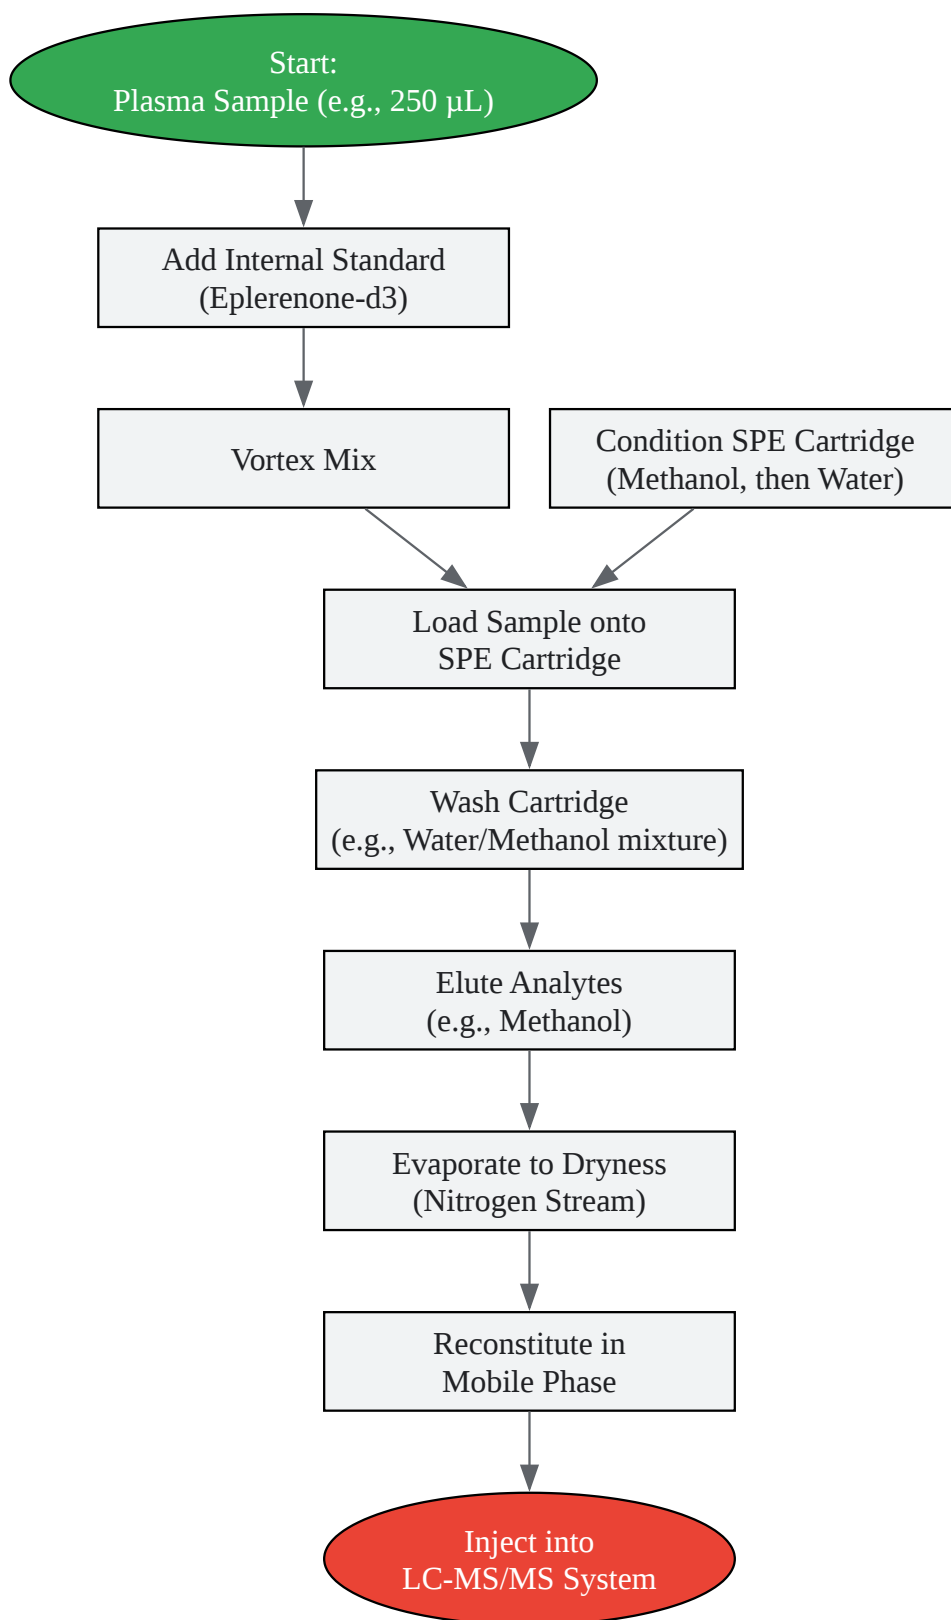 Start:
Plasma Sample (e.g., 250 µL)
Add Internal Standard
(Eplerenone-d3)
Vortex Mix
Condition SPE Cartridge
(Methanol, then Water)
Load Sample onto
SPE Cartridge
Wash Cartridge
(e.g., Water/Methanol mixture)
Elute Analytes
(e.g., Methanol)
Evaporate to Dryness
(Nitrogen Stream)
Reconstitute in
Mobile Phase
Inject into
LC-MS/MS System